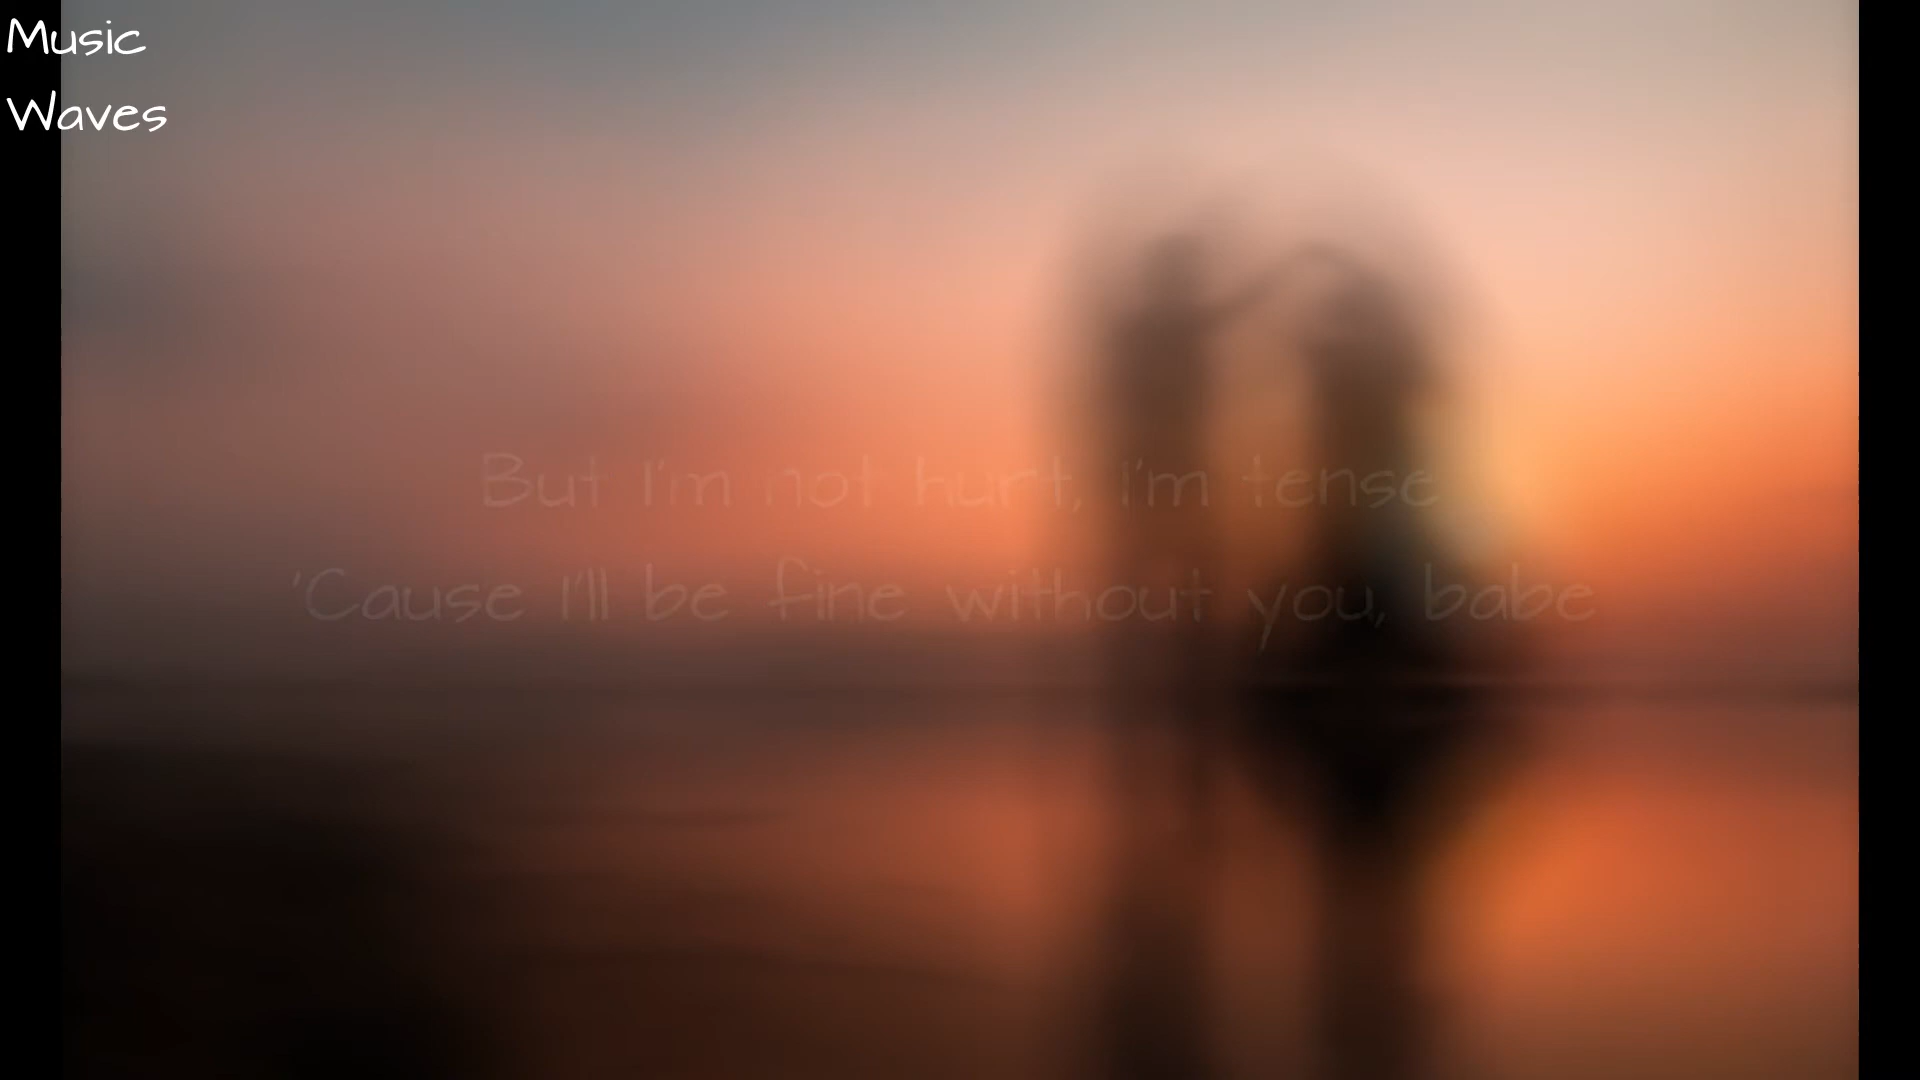 Music
Waves
But I'm not hurt, I'm tense
'Cause I'll be fine without you, babe